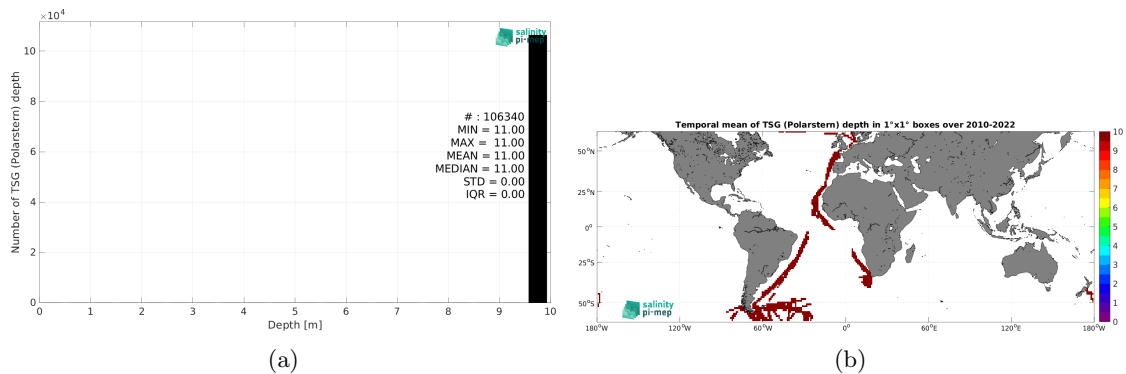 ×10⁴
10
8
6
4
2
0
Number of TSG (Polarstern) depth
salinity
pi-mep
# : 106340
MIN = 11.00
MAX = 11.00
MEAN = 11.00
MEDIAN = 11.00
STD = 0.00
IQR = 0.00
0 1 2 3 4 5 6 7 8 9 10
Depth [m]
(a)
Temporal mean of TSG (Polarstern) depth in 1°x1° boxes over 2010-2022
50°N
25°N
0°
25°S
50°S
salinity
pi-mep
180°W 120°W 60°W 0° 60°E 120°E 180°W
10
9
8
7
6
5
4
3
2
1
0
(b)